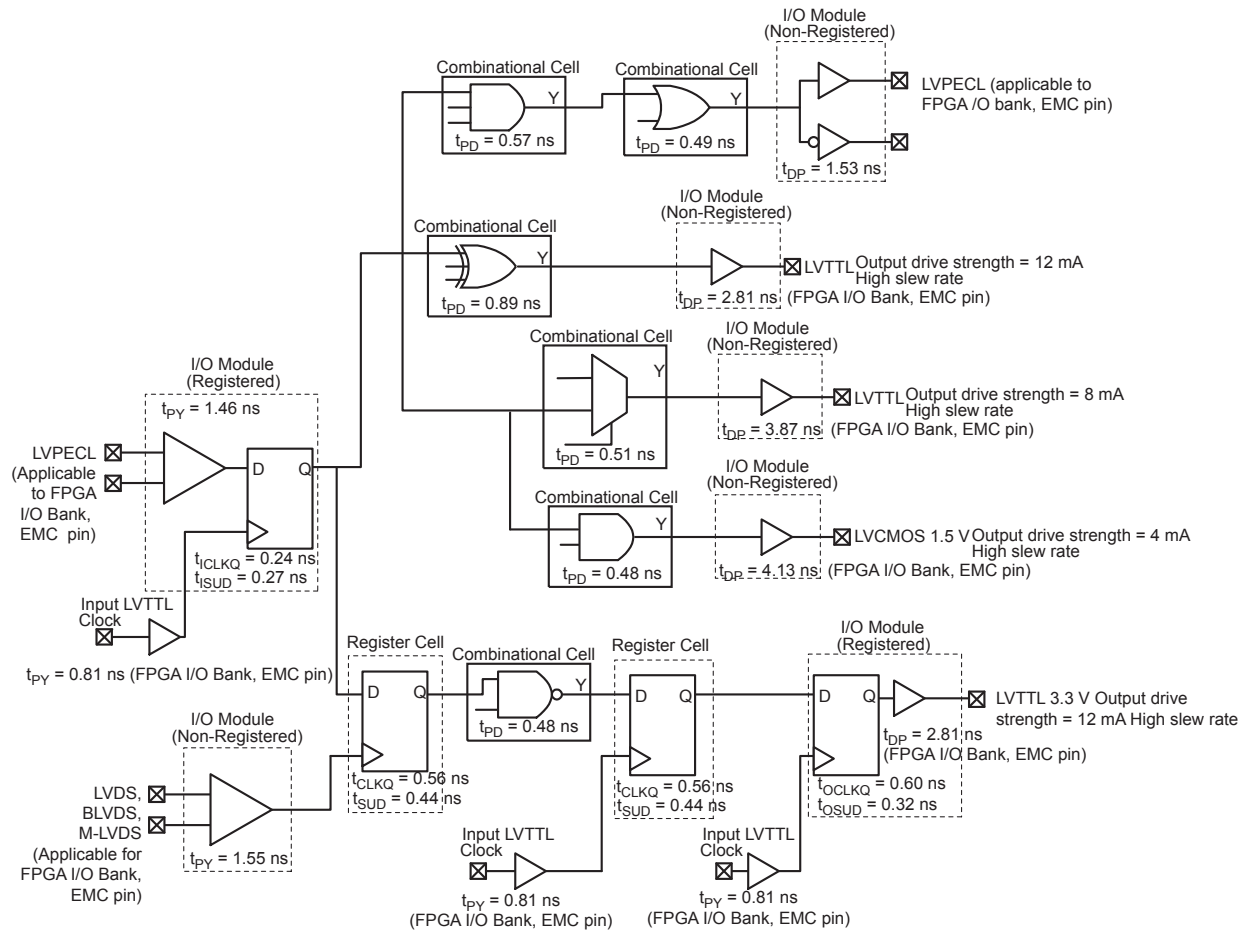 I/O Module
(Non-Registered)
Combinational Cell
Y
tPD = 0.57 ns
Combinational Cell
Y
tPD = 0.49 ns
tDP = 1.53 ns
LVPECL (applicable to
FPGA /O bank, EMC pin)
Combinational Cell
Y
tPD = 0.89 ns
I/O Module
(Non-Registered)
tDP = 2.81 ns
LVTTL Output drive strength = 12 mA
High slew rate
(FPGA I/O Bank, EMC pin)
Combinational Cell
Y
tPD = 0.51 ns
I/O Module
(Non-Registered)
tDP = 3.87 ns
LVTTL Output drive strength = 8 mA
High slew rate
(FPGA I/O Bank, EMC pin)
Combinational Cell
Y
tPD = 0.48 ns
I/O Module
(Non-Registered)
tDP = 4.13 ns
LVCMOS 1.5 V Output drive strength = 4 mA
High slew rate
(FPGA I/O Bank, EMC pin)
I/O Module
(Registered)
tPY = 1.46 ns
LVPECL
(Applicable
to FPGA
I/O Bank,
EMC pin)
D Q
tICLKQ = 0.24 ns
tISUD = 0.27 ns
Input LVTTL
Clock
tPY = 0.81 ns (FPGA I/O Bank, EMC pin)
I/O Module
(Non-Registered)
LVDS,
BLVDS,
M-LVDS
(Applicable for
FPGA I/O Bank,
EMC pin)
tPY = 1.55 ns
Register Cell
D Q
tCLKQ = 0.56 ns
tSUD = 0.44 ns
Combinational Cell
Y
tPD = 0.48 ns
Register Cell
D Q
tCLKQ = 0.56 ns
tSUD = 0.44 ns
Input LVTTL
Clock
tPY = 0.81 ns
(FPGA I/O Bank, EMC pin)
I/O Module
(Registered)
D Q
tDP = 2.81 ns
(FPGA I/O Bank, EMC pin)
tOCLKQ = 0.60 ns
tOSUD = 0.32 ns
LVTTL 3.3 V Output drive
strength = 12 mA High slew rate
Input LVTTL
Clock
tPY = 0.81 ns
(FPGA I/O Bank, EMC pin)